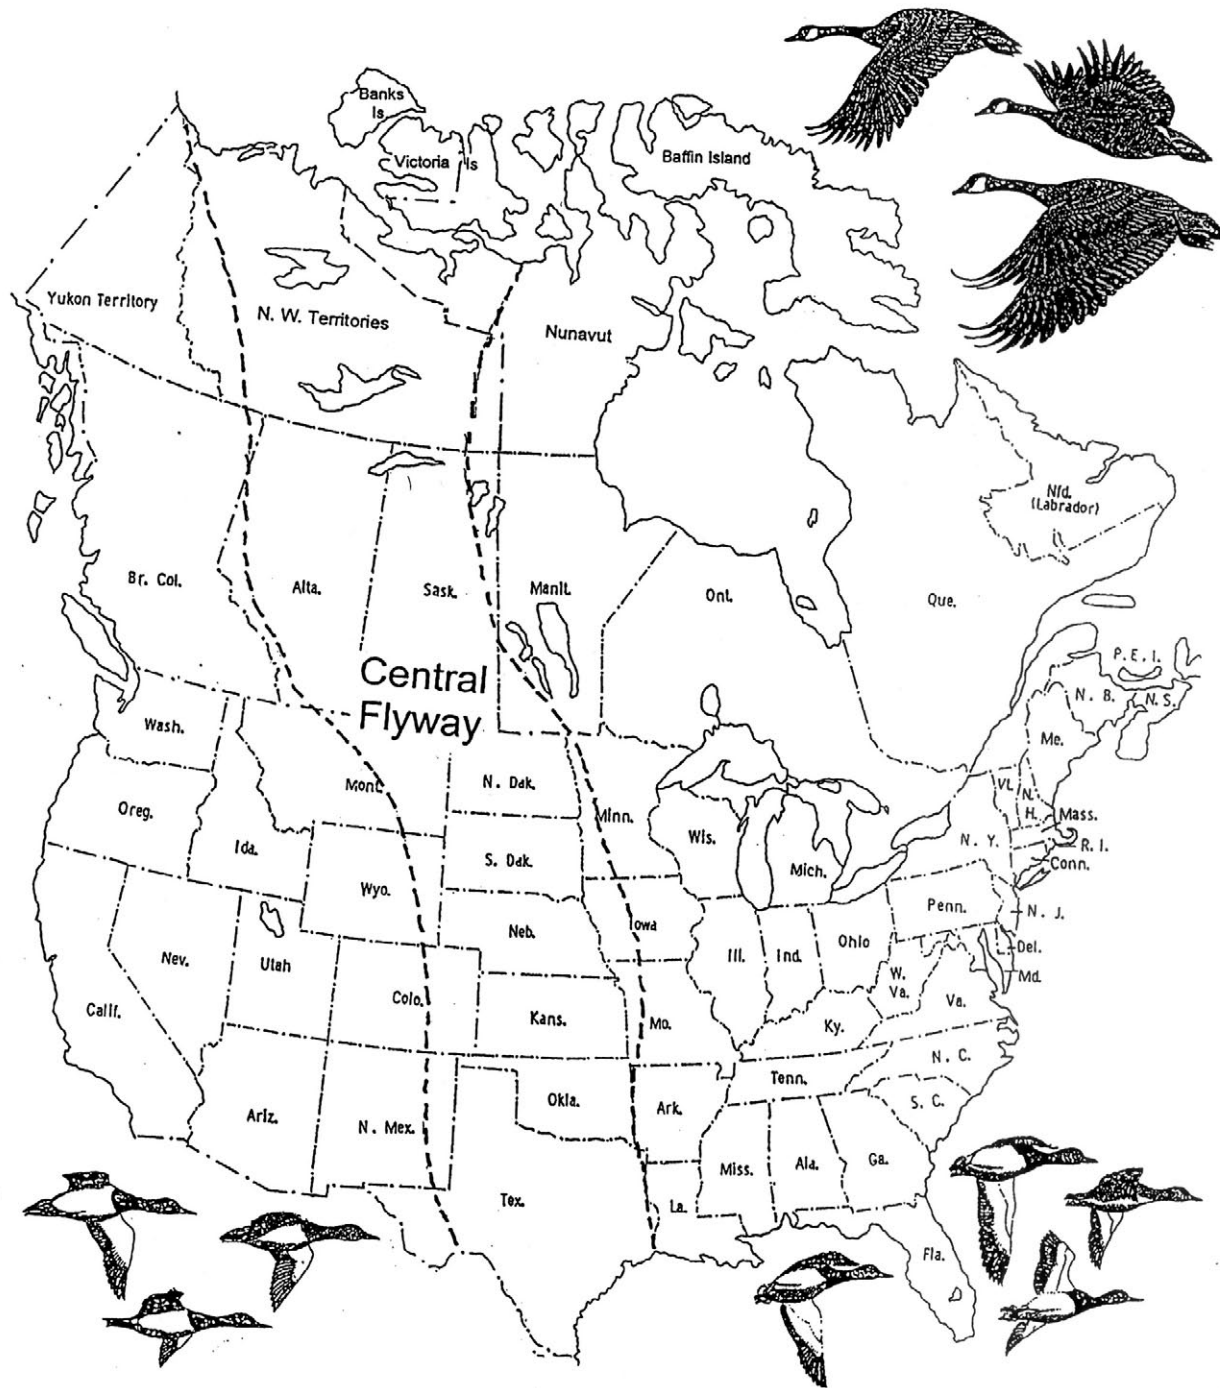 Banks
Is.
Victoria Is
Baffin Island
Yukon Territory
N. W. Territories
Nunavut
Nfd.
(Labrador)
Br. Col.
Alta.
Sask.
Manit.
Ont.
Que.
P. E. I.
N. B.
N. S.
Central
Flyway
Wash.
Mont.
N. Dak.
Minn.
Me.
Vt.
N.
H.
Mass.
Oreg.
Ida.
S. Dak.
Wis.
Mich.
N. Y.
R. I.
Conn.
Wyo.
Neb.
Iowa
Penn.
N. J.
Nev.
Utah
Ill.
Ind.
Ohio
Del.
W.
Va.
Md.
Calif.
Colo.
Kans.
Mo.
Ky.
Va.
Ariz.
N. Mex.
Okla.
Ark.
Tenn.
N. C.
S. C.
Tex.
La.
Miss.
Ala.
Ga.
Fla.